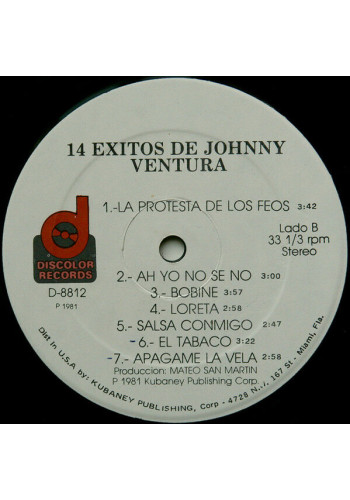 14 EXITOS DE JOHNNY
VENTURA
1.-LA PROTESTA DE LOS FEOS 3:42
Lado B
33 1/3 rpm
Stereo
d
DISCOLOR
RECORDS
D-8812
P 1981
2.- AH YO NO SE NO 3:00
3.- BOBINE 3:57
4.- LORETA 2:58
5.- SALSA CONMIGO 2:47
-6.- EL TABACO 3:22
-7.- APAGAME LA VELA 2:58
Produccion: MATEO SAN MARTIN
P 1981 Kubaney Publishing Corp.
Dist in U.S.A by: KUBANEY PUBLISHING, Corp - 4728 N.W. 167 St - Miami, Fla.